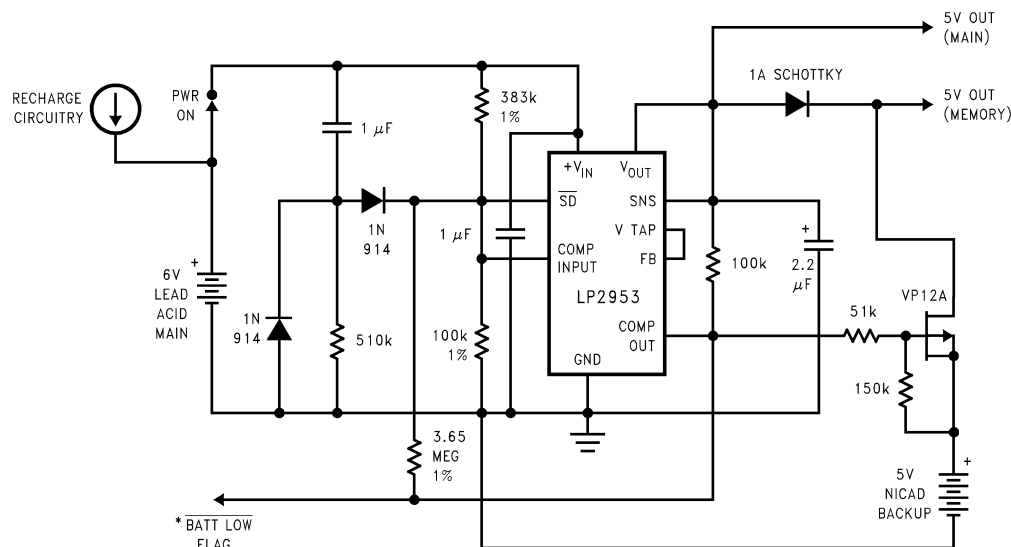 5V OUT
(MAIN)
1A SCHOTTKY
RECHARGE
CIRCUITRY
PWR
ON
383k
1%
5V OUT
(MEMORY)
1 µF
+VIN
VOUT
SD
SNS
1N
914
1 µF
V TAP
+
COMP
INPUT
FB
100k
2.2
µF
6V
LEAD
ACID
MAIN
+
LP2953
VP12A
1N
914
510k
100k
1%
COMP
OUT
51k
GND
150k
3.65
MEG
1%
5V
NICAD
BACKUP
+
* BATT LOW
FLAG